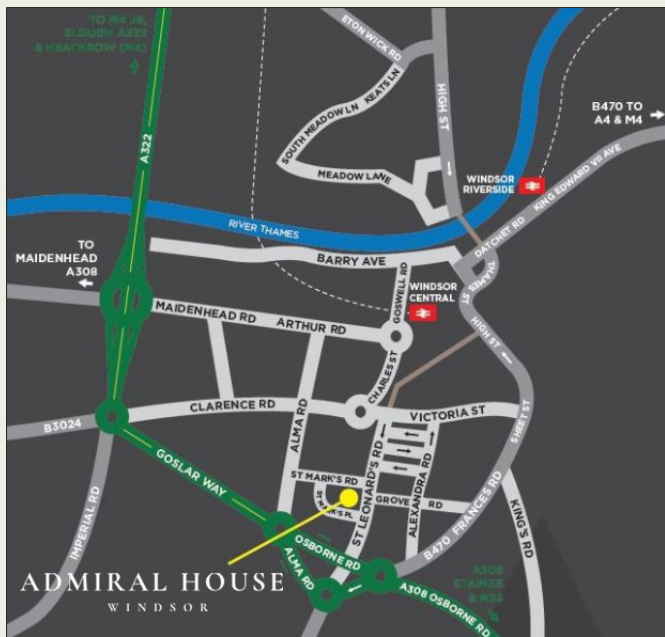 TO M4 J6,
SLOUGH A322
& HEATHROW (M4)
ETON WICK RD
KEATS LN
SOUTH MEADOW LN
HIGH ST
MEADOW LANE
B470 TO
A4 & M4
WINDSOR
RIVERSIDE
KING EDWARD VII AVE
DATCHET RD
A322
RIVER THAMES
TO
MAIDENHEAD
A308
BARRY AVE
THAMES ST
GOSWELL RD
WINDSOR
CENTRAL
MAIDENHEAD RD
ARTHUR RD
HIGH ST
CHARLES ST
CLARENCE RD
VICTORIA ST
SHEET ST
B3024
ALMA RD
ST LEONARD'S RD
ALEXANDRA RD
GOSLAR WAY
ST MARK'S RD
ST MARK'S PL
GROVE RD
B470 FRANCES RD
KING'S RD
IMPERIAL RD
OSBORNE RD
ALMA RD
A308 OSBORNE RD
A308
STAINES
& M25
ADMIRAL HOUSE
WINDSOR